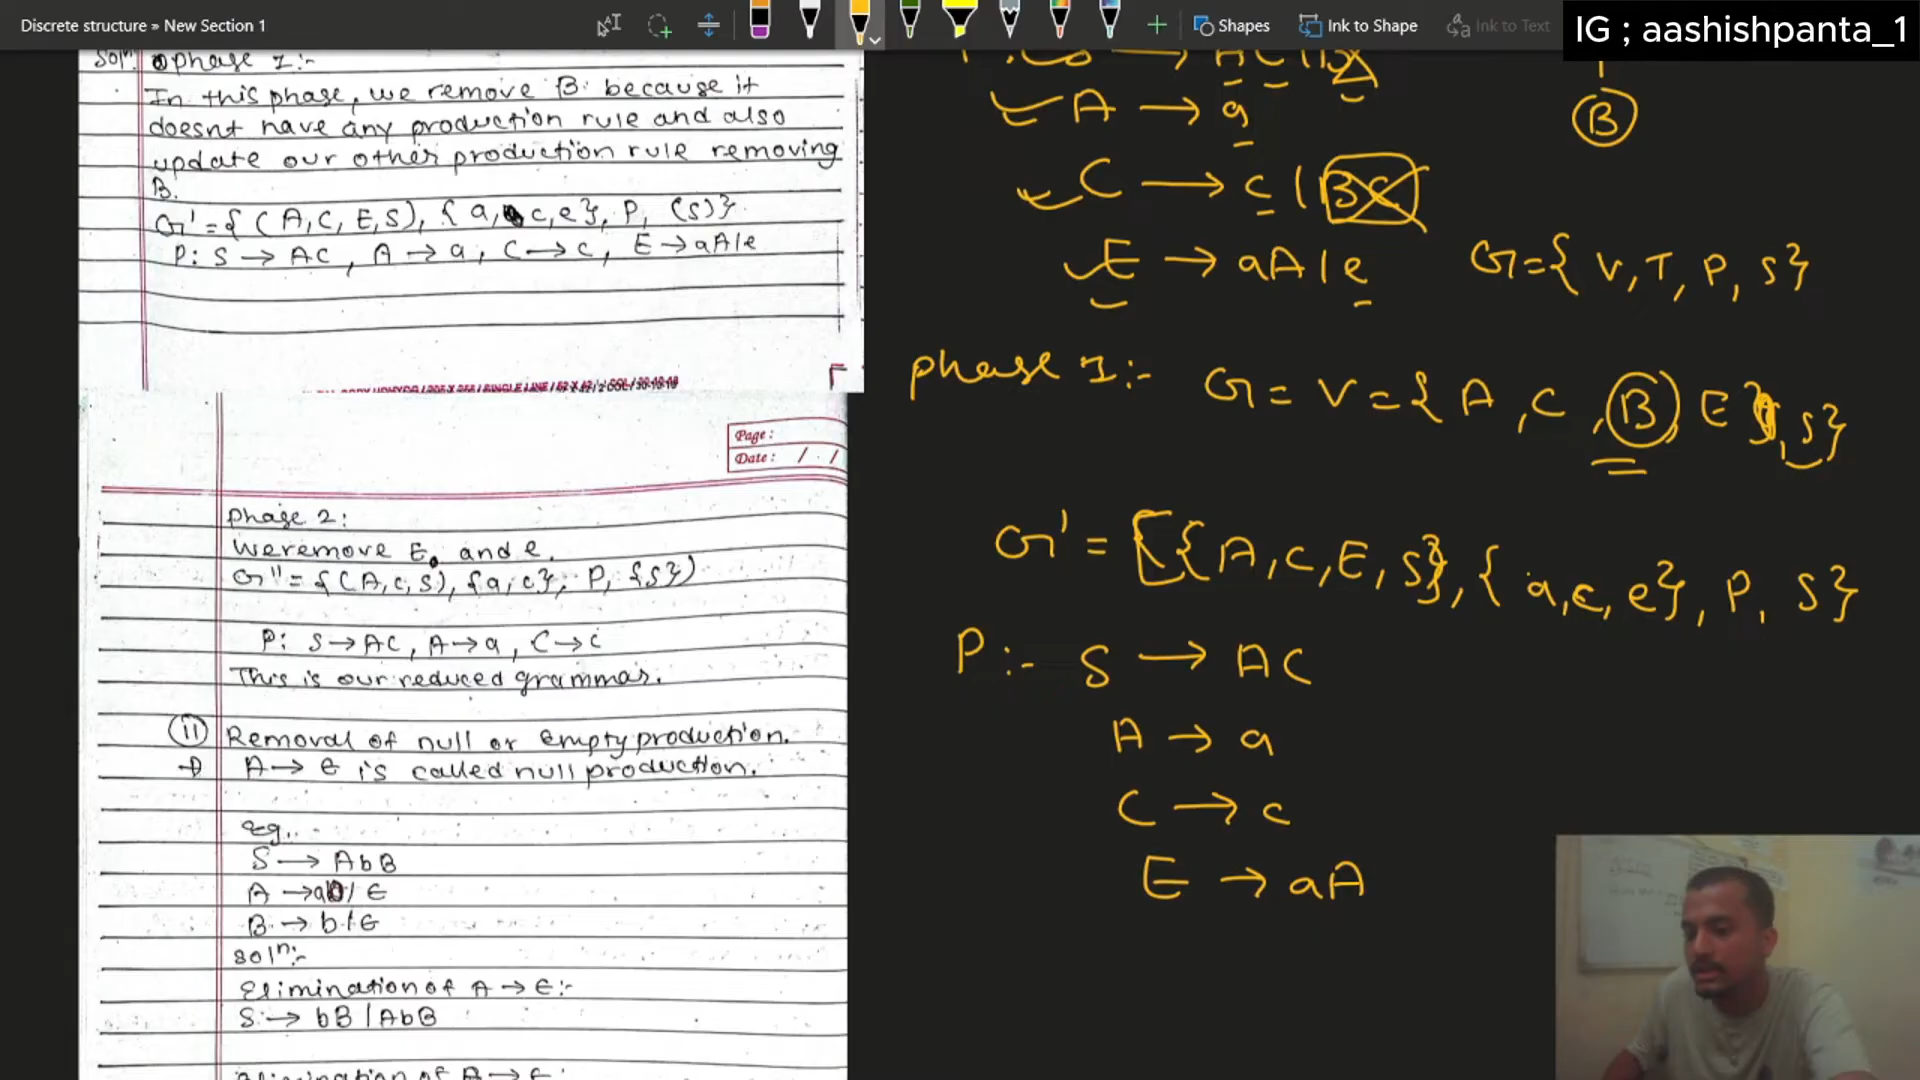 Discrete structure » New Section 1
Shapes
Ink to Shape
Ink to Text
IG ; aashishpanta_1
Soln: phase 1:-
In this phase, we remove B because it
doesnt have any production rule and also
update our other production rule removing
B.
G'={ (A,C,E,S), { a, c,e}, P, (S)}
P: S → AC, A → a, C → c, E → aA/e
Page:
Date: / /
phase 2:
We remove E and e.
G''= {(A,C,S), {a,c}, P, {S})
P: S→AC, A→a, C→c
This is our reduced grammar.
(ii) Removal of null or empty production.
→ A→ ϵ is called null production.
eg.
S → AbB
A → a / ϵ
B → b/ϵ
soln:-
Elimination of A → ϵ:-
S → bB | AbB
Elimination of B → ϵ:
A → a
C → c | BC
E → aA | e
B
G={ V, T, P, S}
phase 1:- G = V = { A, C, B, E, S}
G' = [{A,C,E,S},{ a,c,e}, P, S}
P:- S → AC
A → a
C → c
E → aA